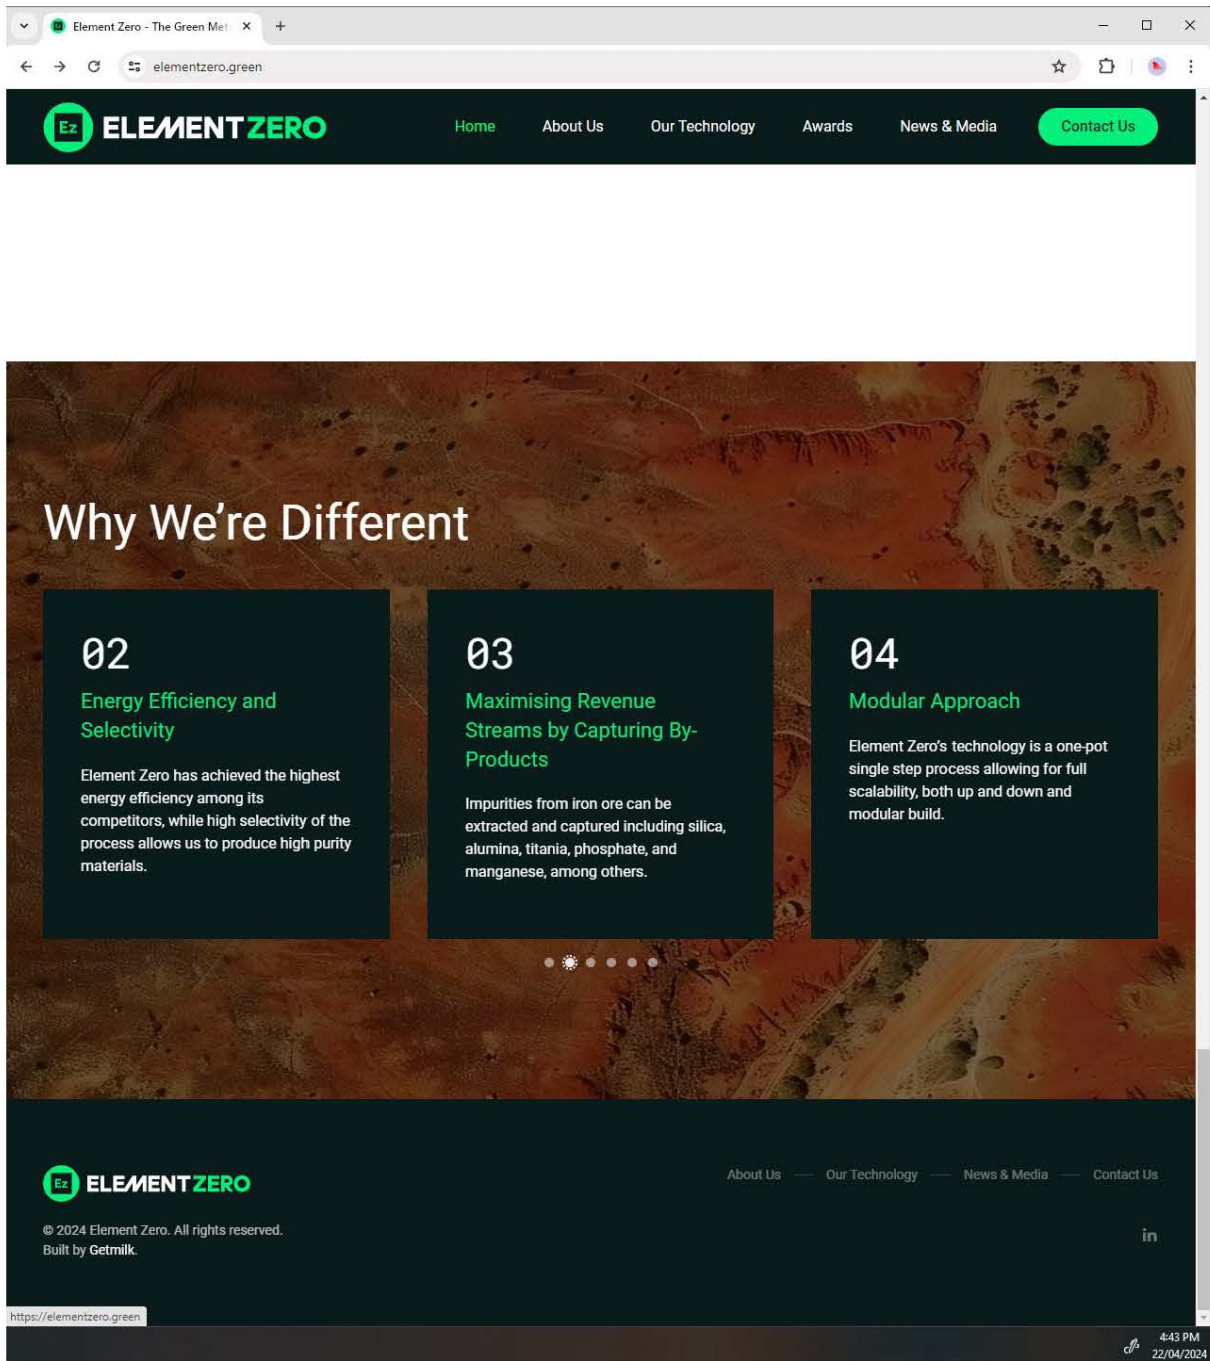 Element Zero - The Green Met
elementzero.green
Ez ELEMENTZERO
Home About Us Our Technology Awards News & Media Contact Us
Why We’re Different
02
Energy Efficiency and
Selectivity
Element Zero has achieved the highest
energy efficiency among its
competitors, while high selectivity of the
process allows us to produce high purity
materials.
03
Maximising Revenue
Streams by Capturing By-
Products
Impurities from iron ore can be
extracted and captured including silica,
alumina, titania, phosphate, and
manganese, among others.
04
Modular Approach
Element Zero’s technology is a one-pot
single step process allowing for full
scalability, both up and down and
modular build.
Ez ELEMENTZERO
About Us — Our Technology — News & Media — Contact Us
© 2024 Element Zero. All rights reserved.
Built by Getmilk.
in
https://elementzero.green
4:43 PM
22/04/2024